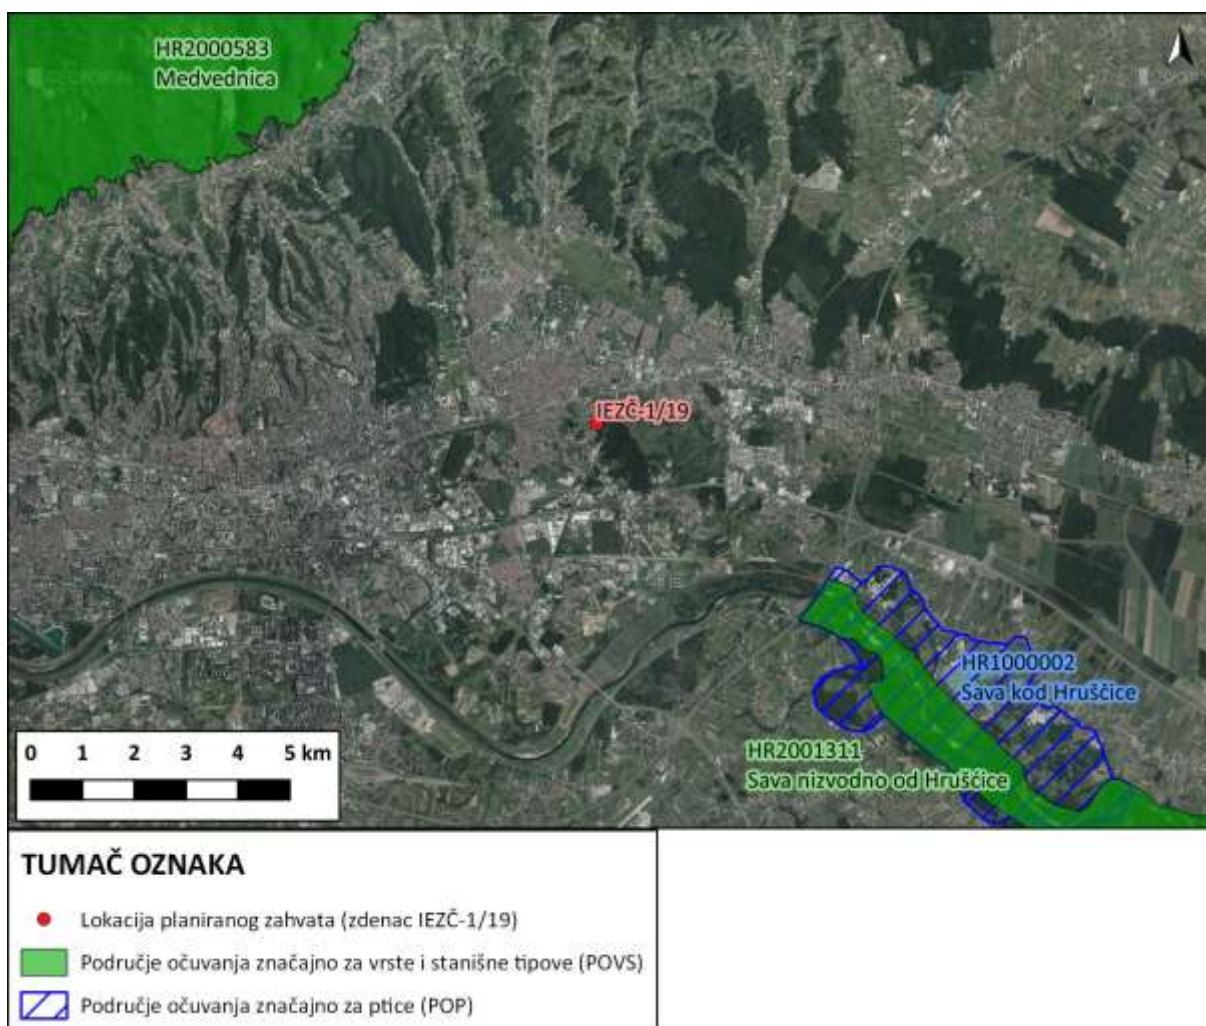 HR2000583
Medvednica
IEZČ-1/19
HR1000002
Sava kod Hruščice
HR2001311
Sava nizvodno od Hrušćice
0 1 2 3 4 5 km
TUMAČ OZNAKA
Lokacija planiranog zahvata (zdenac IEZČ-1/19)
Područje očuvanja značajno za vrste i stanišne tipove (POVS)
Područje očuvanja značajno za ptice (POP)